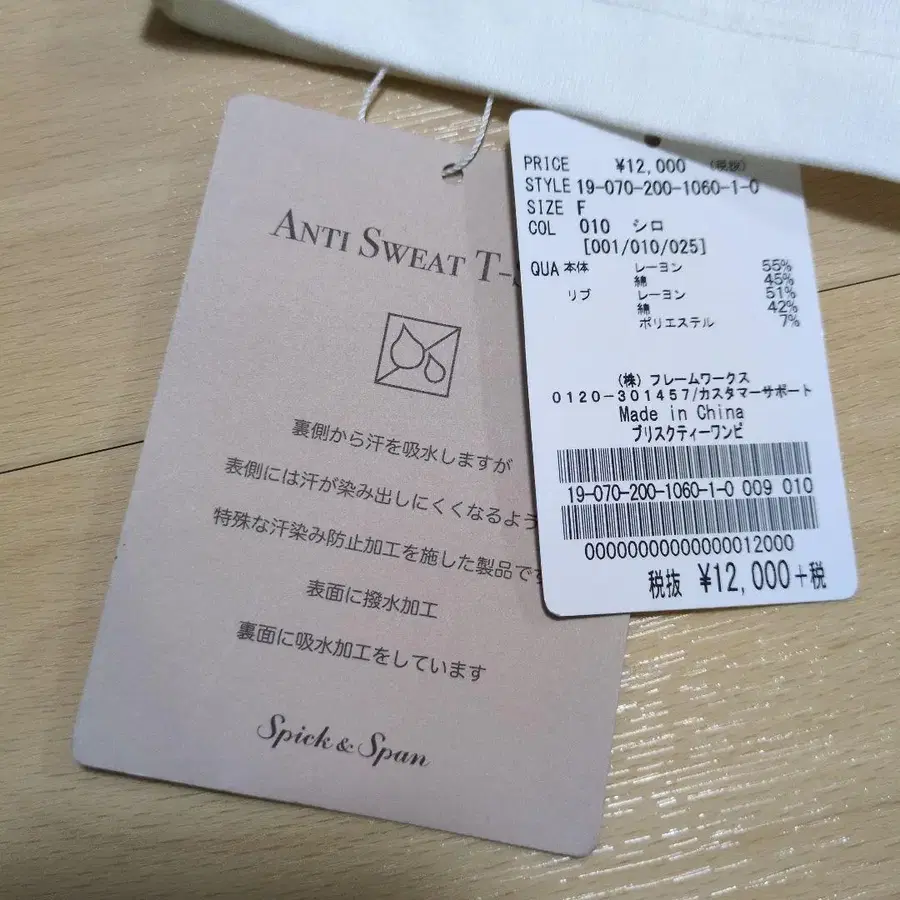 ANTI SWEAT T-
裏側から汗を吸水しますが
表側には汗が染み出しにくくなるよう
特殊な汗染み防止加工を施した製品です
表面に撥水加工
裏面に吸水加工をしています
Spick & Span
PRICE ¥12,000 (税抜)
STYLE 19-070-200-1060-1-0
SIZE F
COL 010 シロ
[001/010/025]
QUA 本体 レーヨン 55%
綿 45%
リブ レーヨン 51%
綿 42%
ポリエステル 7%
(株) フレームワークス
0120-301457/カスタマーサポート
Made in China
ブリスクティーワンピ
19-070-200-1060-1-0 009 010
00000000000000012000
税抜 ¥12,000+税